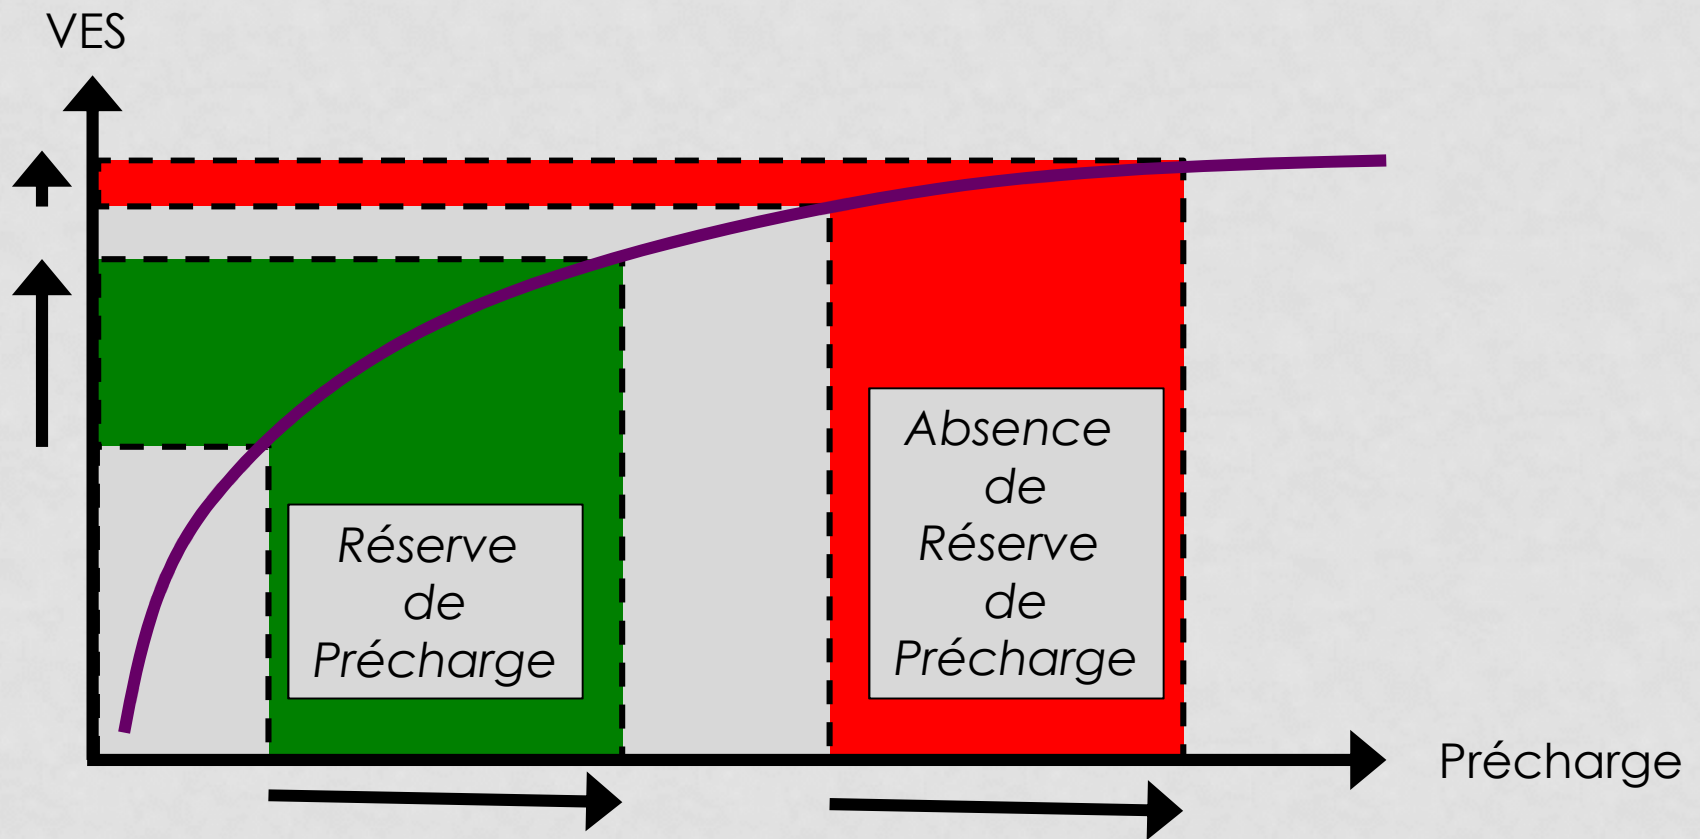 VES
Réserve
de
Précharge
Absence
de
Réserve
de
Précharge
Précharge